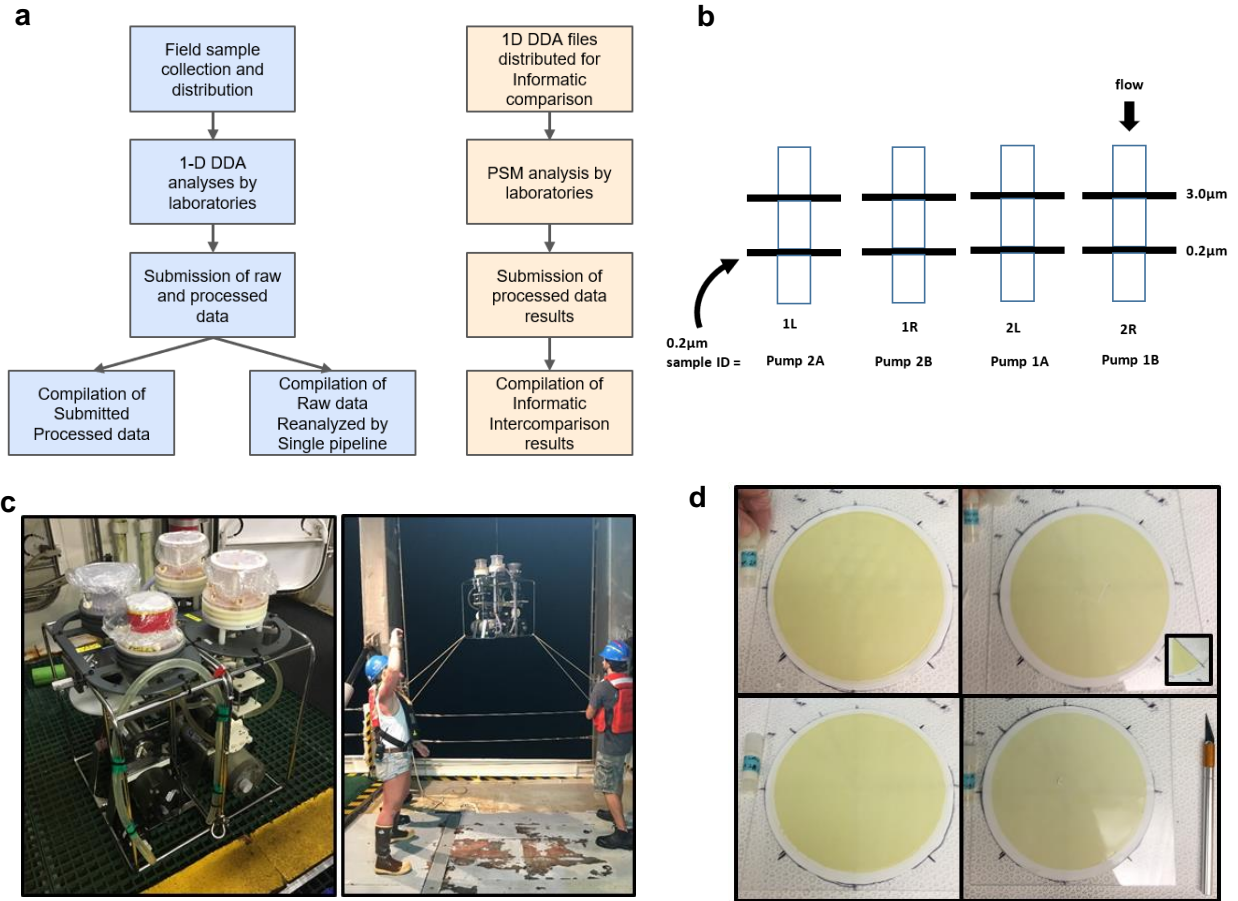 a
Field sample
collection and
distribution
1-D DDA
analyses by
laboratories
Submission of raw
and processed
data
Compilation of
Submitted
Processed data
Compilation of
Raw data
Reanalyzed by
Single pipeline
1D DDA files
distributed for
Informatic
comparison
PSM analysis by
laboratories
Submission of
processed data
results
Compilation of
Informatic
Intercomparison
results
b
flow
3.0µm
0.2µm
1L
1R
2L
2R
0.2µm
sample ID =
Pump 2A
Pump 2B
Pump 1A
Pump 1B
c
d